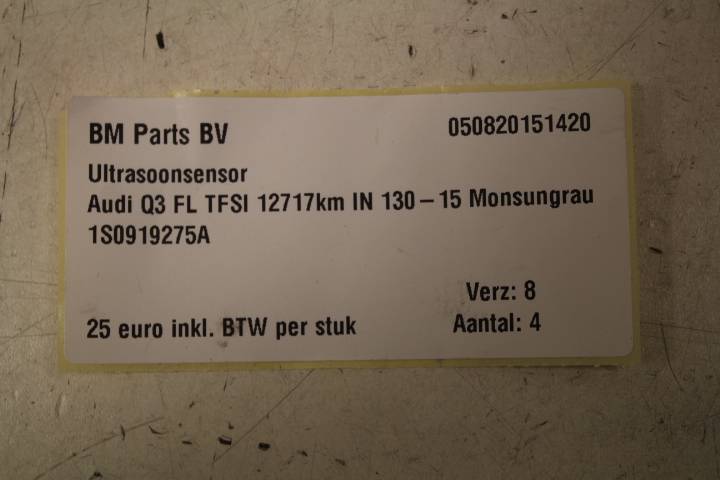 BM Parts BV 050820151420
Ultrasoonsensor
Audi Q3 FL TFSI 12717km IN 130 – 15 Monsungrau
1S0919275A
Verz: 8
25 euro inkl. BTW per stuk Aantal: 4